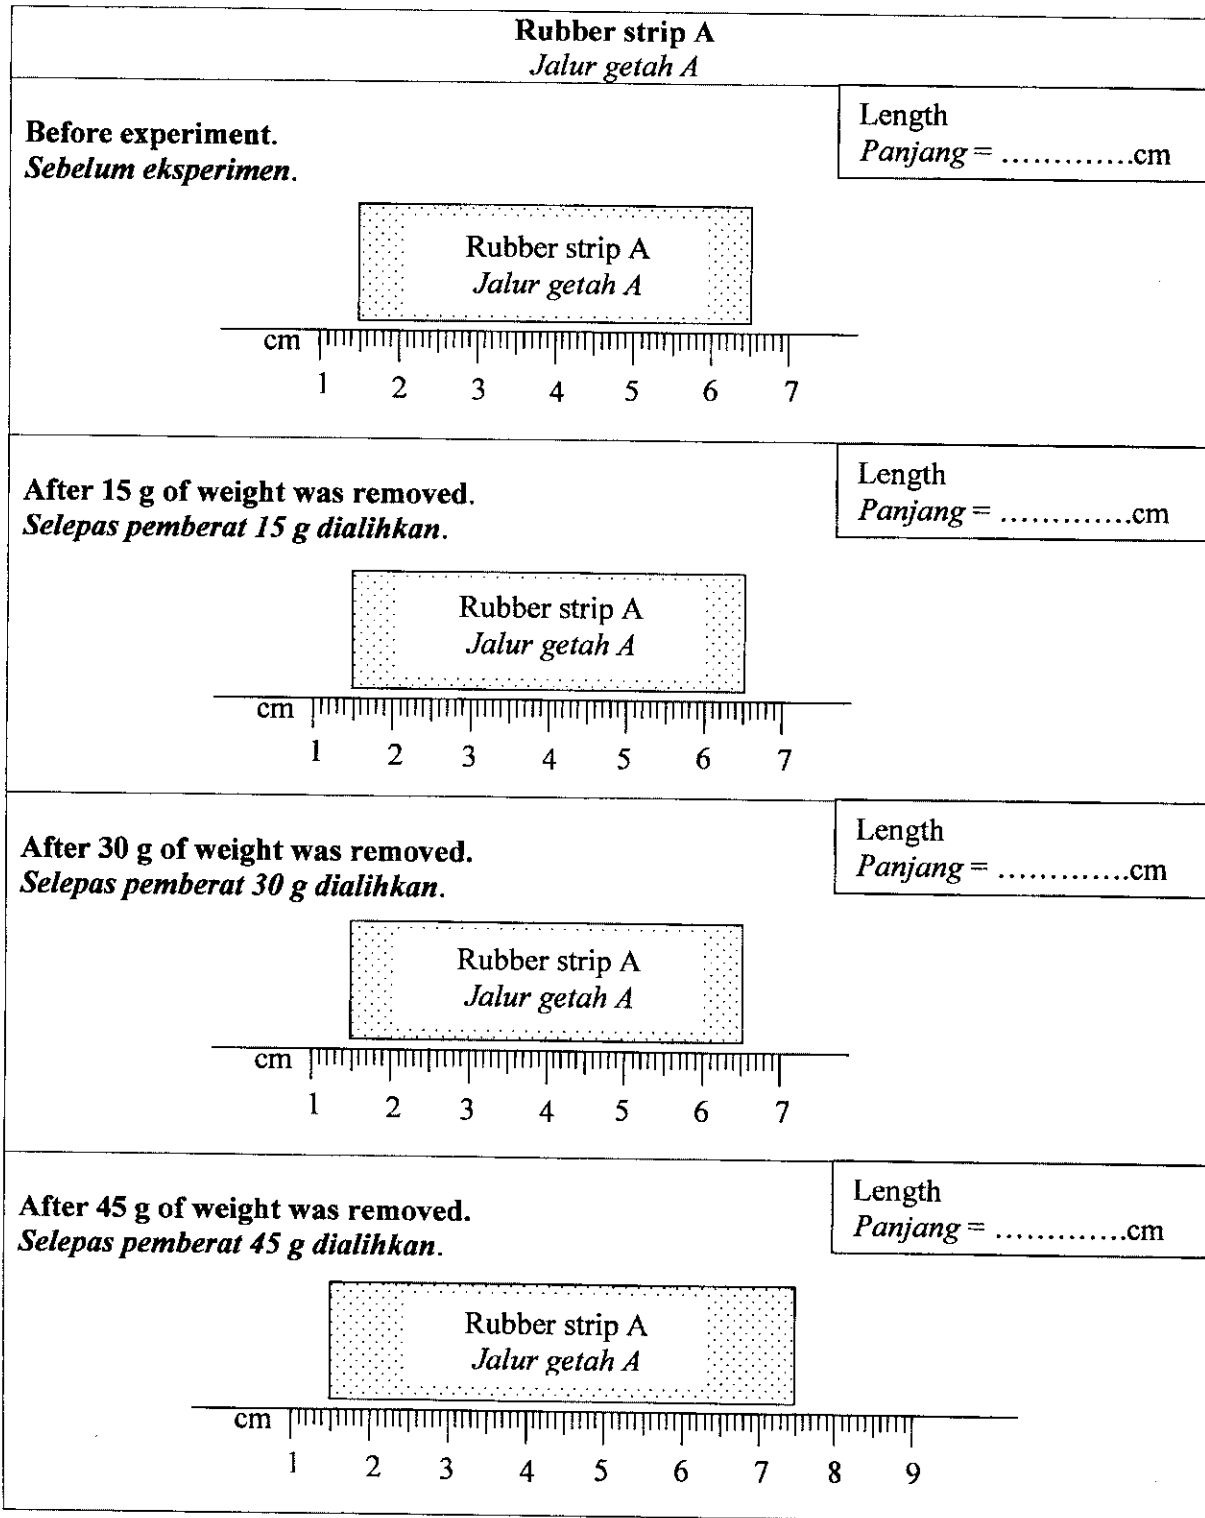 Rubber strip A
Jalur getah A
Before experiment.
Sebelum eksperimen.
Length
Panjang = .............cm
Rubber strip A
Jalur getah A
cm
1 2 3 4 5 6 7
After 15 g of weight was removed.
Selepas pemberat 15 g dialihkan.
Length
Panjang = .............cm
Rubber strip A
Jalur getah A
cm
1 2 3 4 5 6 7
After 30 g of weight was removed.
Selepas pemberat 30 g dialihkan.
Length
Panjang = .............cm
Rubber strip A
Jalur getah A
cm
1 2 3 4 5 6 7
After 45 g of weight was removed.
Selepas pemberat 45 g dialihkan.
Length
Panjang = .............cm
Rubber strip A
Jalur getah A
cm
1 2 3 4 5 6 7 8 9